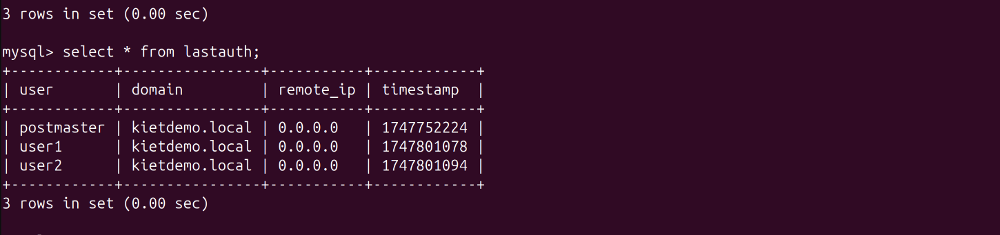 3 rows in set (0.00 sec)
mysql> select * from lastauth;
+------------+----------------+-----------+------------+
| user       | domain         | remote_ip | timestamp  |
+------------+----------------+-----------+------------+
| postmaster | kietdemo.local | 0.0.0.0   | 1747752224 |
| user1      | kietdemo.local | 0.0.0.0   | 1747801078 |
| user2      | kietdemo.local | 0.0.0.0   | 1747801094 |
+------------+----------------+-----------+------------+
3 rows in set (0.00 sec)